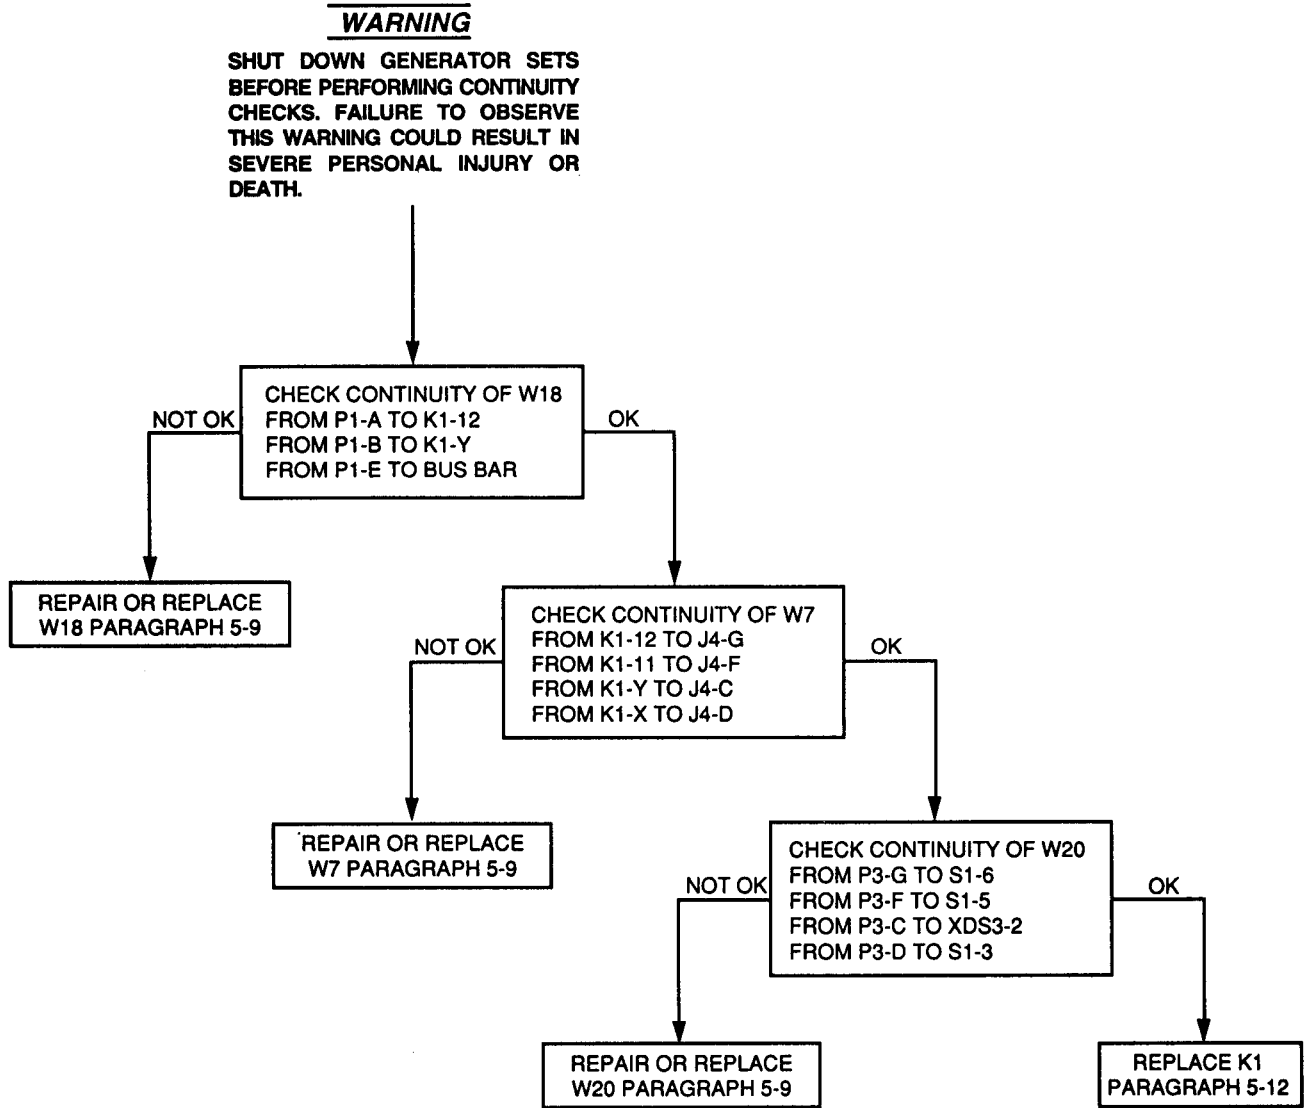 WARNING
SHUT DOWN GENERATOR SETS
BEFORE PERFORMING CONTINUITY
CHECKS. FAILURE TO OBSERVE
THIS WARNING COULD RESULT IN
SEVERE PERSONAL INJURY OR
DEATH.
CHECK CONTINUITY OF W18
FROM P1-A TO K1-12
FROM P1-B TO K1-Y
FROM P1-E TO BUS BAR
NOT OK
OK
REPAIR OR REPLACE
W18 PARAGRAPH 5-9
CHECK CONTINUITY OF W7
FROM K1-12 TO J4-G
FROM K1-11 TO J4-F
FROM K1-Y TO J4-C
FROM K1-X TO J4-D
NOT OK
OK
REPAIR OR REPLACE
W7 PARAGRAPH 5-9
CHECK CONTINUITY OF W20
FROM P3-G TO S1-6
FROM P3-F TO S1-5
FROM P3-C TO XDS3-2
FROM P3-D TO S1-3
NOT OK
OK
REPAIR OR REPLACE
W20 PARAGRAPH 5-9
REPLACE K1
PARAGRAPH 5-12